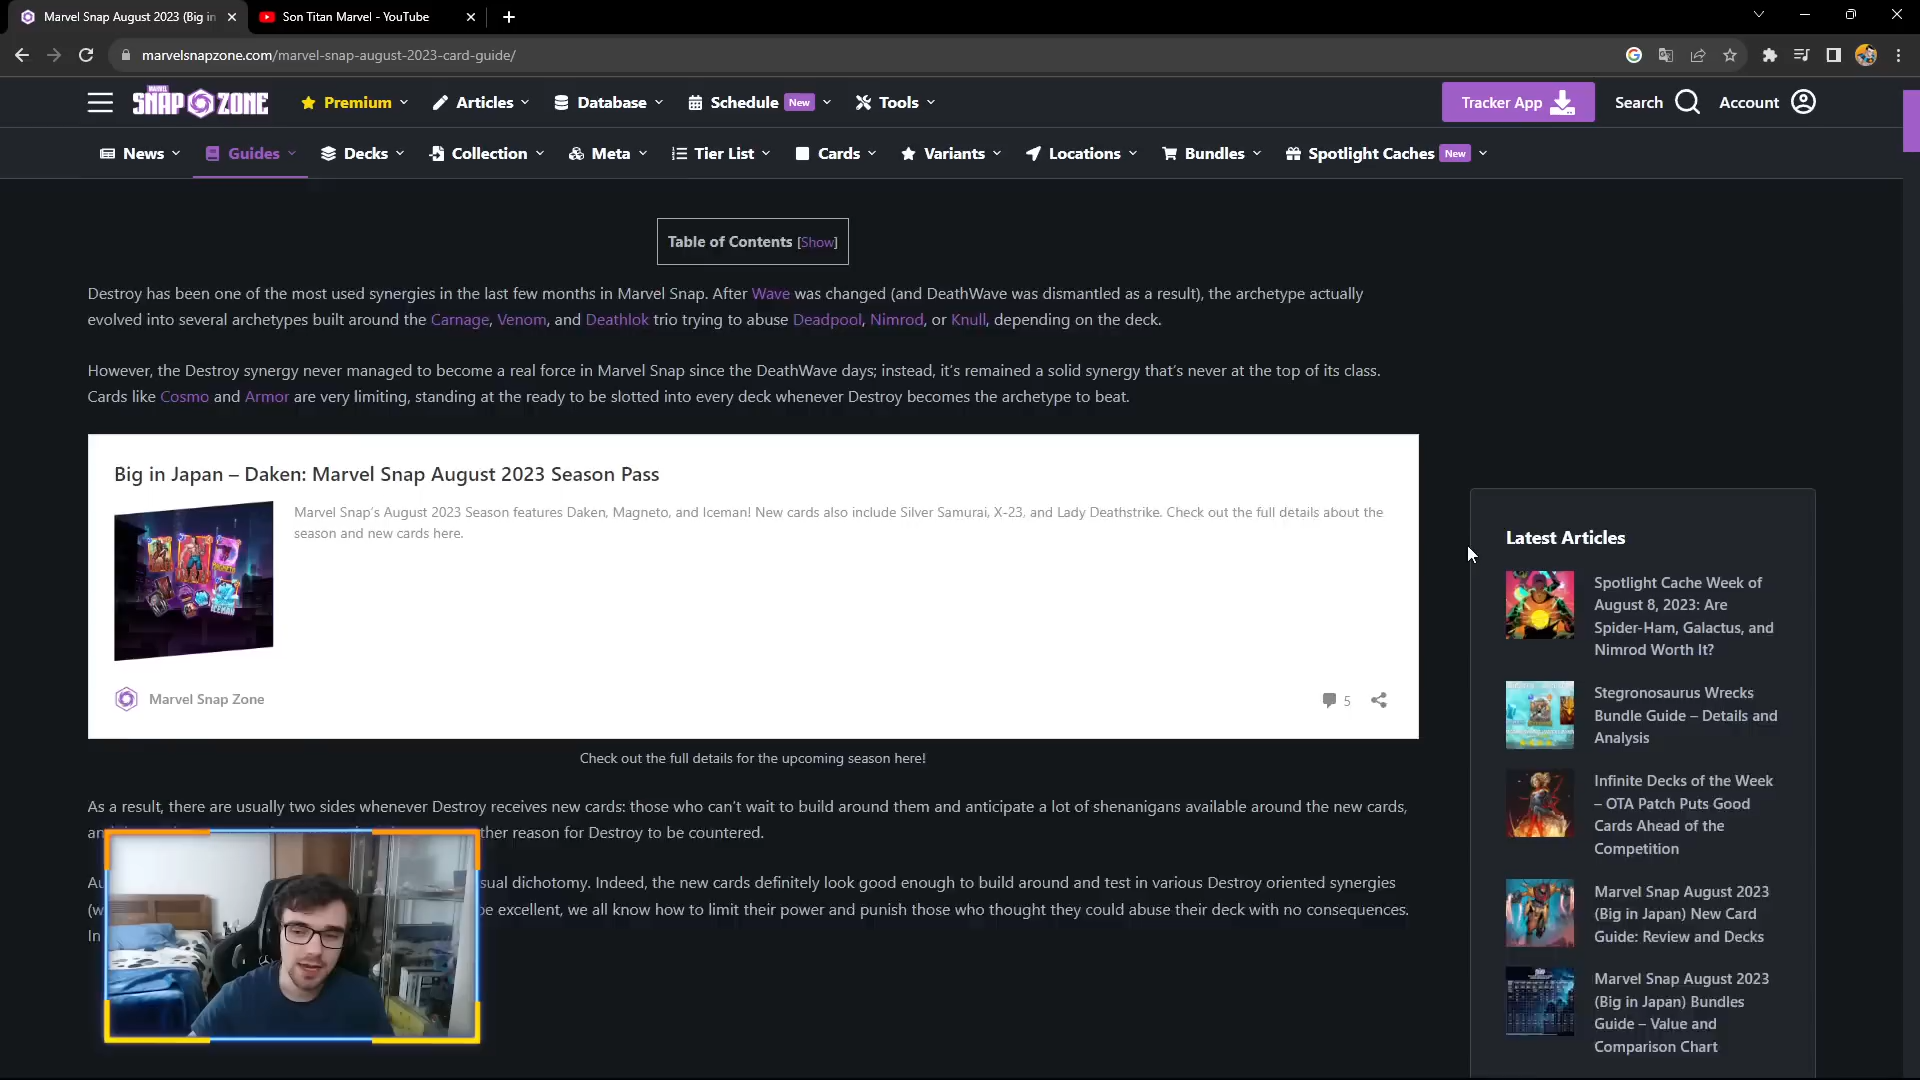 Marvel Snap August 2023 (Big in
Son Titan Marvel - YouTube
marvelsnapzone.com/marvel-snap-august-2023-card-guide/
MARVEL SNAP ZONE
Premium
Articles
Database
Schedule New
Tools
Tracker App
Search
Account
News
Guides
Decks
Collection
Meta
Tier List
Cards
Variants
Locations
Bundles
Spotlight Caches New
Table of Contents [Show]
Destroy has been one of the most used synergies in the last few months in Marvel Snap. After Wave was changed (and DeathWave was dismantled as a result), the archetype actually
evolved into several archetypes built around the Carnage, Venom, and Deathlok trio trying to abuse Deadpool, Nimrod, or Knull, depending on the deck.
However, the Destroy synergy never managed to become a real force in Marvel Snap since the DeathWave days; instead, it's remained a solid synergy that's never at the top of its class.
Cards like Cosmo and Armor are very limiting, standing at the ready to be slotted into every deck whenever Destroy becomes the archetype to beat.
Big in Japan – Daken: Marvel Snap August 2023 Season Pass
Marvel Snap's August 2023 Season features Daken, Magneto, and Iceman! New cards also include Silver Samurai, X-23, and Lady Deathstrike. Check out the full details about the
season and new cards here.
Marvel Snap Zone
5
Check out the full details for the upcoming season here!
As a result, there are usually two sides whenever Destroy receives new cards: those who can't wait to build around them and anticipate a lot of shenanigans available around the new cards,
ther reason for Destroy to be countered.
Au sual dichotomy. Indeed, the new cards definitely look good enough to build around and test in various Destroy oriented synergies
(w be excellent, we all know how to limit their power and punish those who thought they could abuse their deck with no consequences.
In
Latest Articles
Spotlight Cache Week of
August 8, 2023: Are
Spider-Ham, Galactus, and
Nimrod Worth It?
Stegronosaurus Wrecks
Bundle Guide – Details and
Analysis
Infinite Decks of the Week
– OTA Patch Puts Good
Cards Ahead of the
Competition
Marvel Snap August 2023
(Big in Japan) New Card
Guide: Review and Decks
Marvel Snap August 2023
(Big in Japan) Bundles
Guide – Value and
Comparison Chart